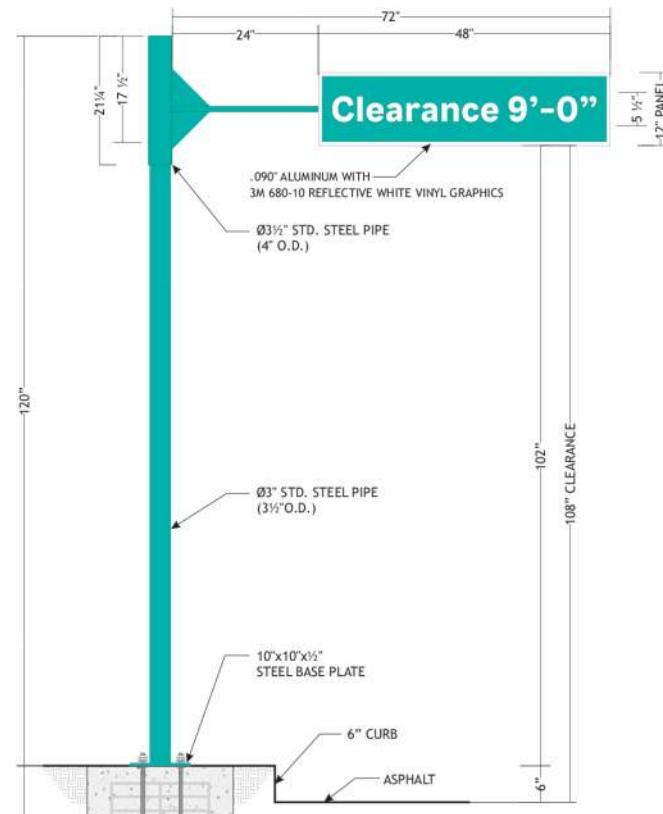 72"
24"
48"
21¼"
17 ½"
Clearance 9’-0”
5 ½"
12" PANEL
.090" ALUMINUM WITH
3M 680-10 REFLECTIVE WHITE VINYL GRAPHICS
Ø3½" STD. STEEL PIPE
(4" O.D.)
120"
102"
108" CLEARANCE
Ø3" STD. STEEL PIPE
(3½"O.D.)
10"x10"x½"
STEEL BASE PLATE
6" CURB
ASPHALT
6"